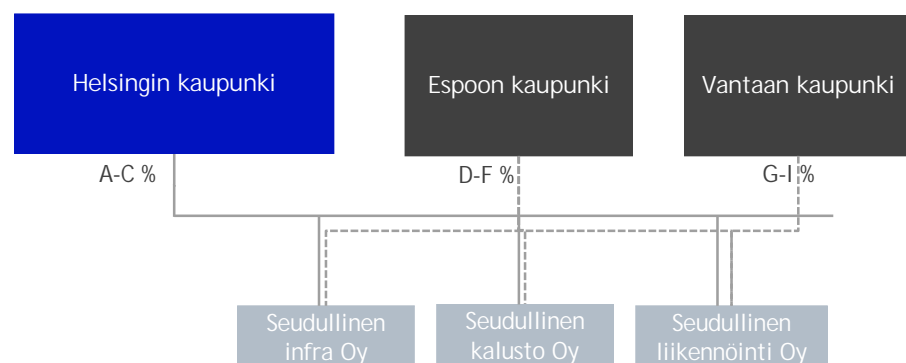 Helsingin kaupunki
Espoon kaupunki
Vantaan kaupunki
A-C %
D-F %
G-I %
Seudullinen
infra Oy
Seudullinen
kalusto Oy
Seudullinen
liikennöinti Oy